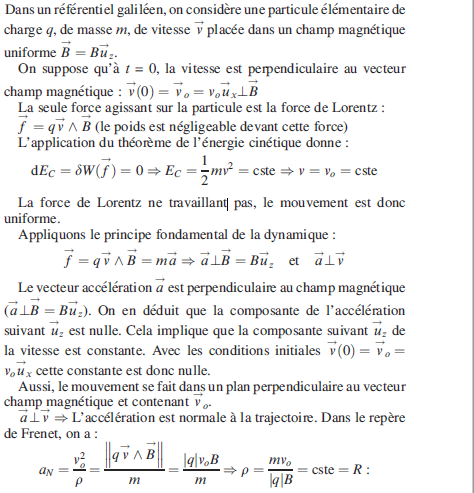 Dans un référentiel galiléen, on considère une particule élémentaire de
charge q, de masse m, de vitesse $\vec{v}$ placée dans un champ magnétique
uniforme $\vec{B} = B\vec{u}_z$.
On suppose qu'à t = 0, la vitesse est perpendiculaire au vecteur
champ magnétique : $\vec{v}(0) = \vec{v}_o = v_o\vec{u}_x \perp \vec{B}$
La seule force agissant sur la particule est la force de Lorentz :
$\vec{f} = q\vec{v} \wedge \vec{B}$ (le poids est négligeable devant cette force)
L'application du théorème de l'énergie cinétique donne :
$dE_C = \delta W(\vec{f}) = 0 \Rightarrow E_C = \frac{1}{2}mv^2 = \text{cste} \Rightarrow v = v_o = \text{cste}$
La force de Lorentz ne travaillant pas, le mouvement est donc
uniforme.
Appliquons le principe fondamental de la dynamique :
$\vec{f} = q\vec{v} \wedge \vec{B} = m\vec{a} \Rightarrow \vec{a} \perp \vec{B} = B\vec{u}_z$ et $\vec{a} \perp \vec{v}$
Le vecteur accélération $\vec{a}$ est perpendiculaire au champ magnétique
($\vec{a} \perp \vec{B} = B\vec{u}_z$). On en déduit que la composante de l'accélération
suivant $\vec{u}_z$ est nulle. Cela implique que la composante suivant $\vec{u}_z$ de
la vitesse est constante. Avec les conditions initiales $\vec{v}(0) = \vec{v}_o =$
$v_o\vec{u}_x$ cette constante est donc nulle.
Aussi, le mouvement se fait dans un plan perpendiculaire au vecteur
champ magnétique et contenant $\vec{v}_o$.
$\vec{a} \perp \vec{v} \Rightarrow$ L'accélération est normale à la trajectoire. Dans le repère
de Frenet, on a :
$a_N = \frac{v_o^2}{\rho} = \frac{\left\| q\vec{v} \wedge \vec{B} \right\|}{m} = \frac{|q|v_oB}{m} \Rightarrow \rho = \frac{mv_o}{|q|B} = \text{cste} = R :$